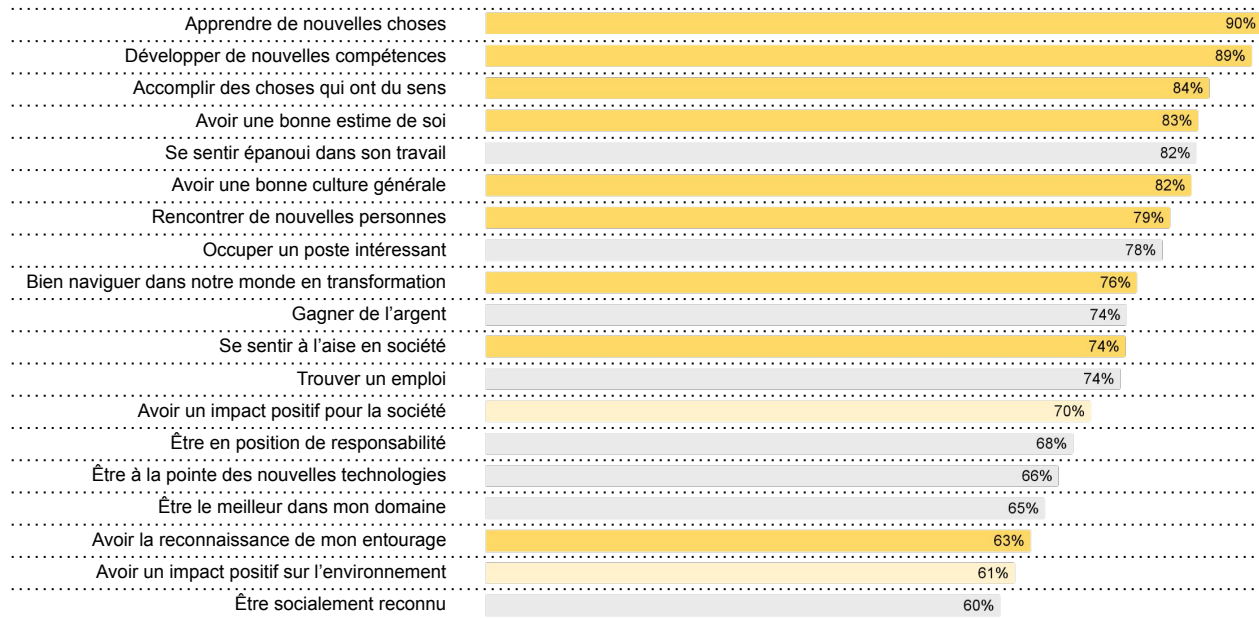 Apprendre de nouvelles choses 90%
Développer de nouvelles compétences 89%
Accomplir des choses qui ont du sens 84%
Avoir une bonne estime de soi 83%
Se sentir épanoui dans son travail 82%
Avoir une bonne culture générale 82%
Rencontrer de nouvelles personnes 79%
Occuper un poste intéressant 78%
Bien naviguer dans notre monde en transformation 76%
Gagner de l’argent 74%
Se sentir à l’aise en société 74%
Trouver un emploi 74%
Avoir un impact positif pour la société 70%
Être en position de responsabilité 68%
Être à la pointe des nouvelles technologies 66%
Être le meilleur dans mon domaine 65%
Avoir la reconnaissance de mon entourage 63%
Avoir un impact positif sur l’environnement 61%
Être socialement reconnu 60%